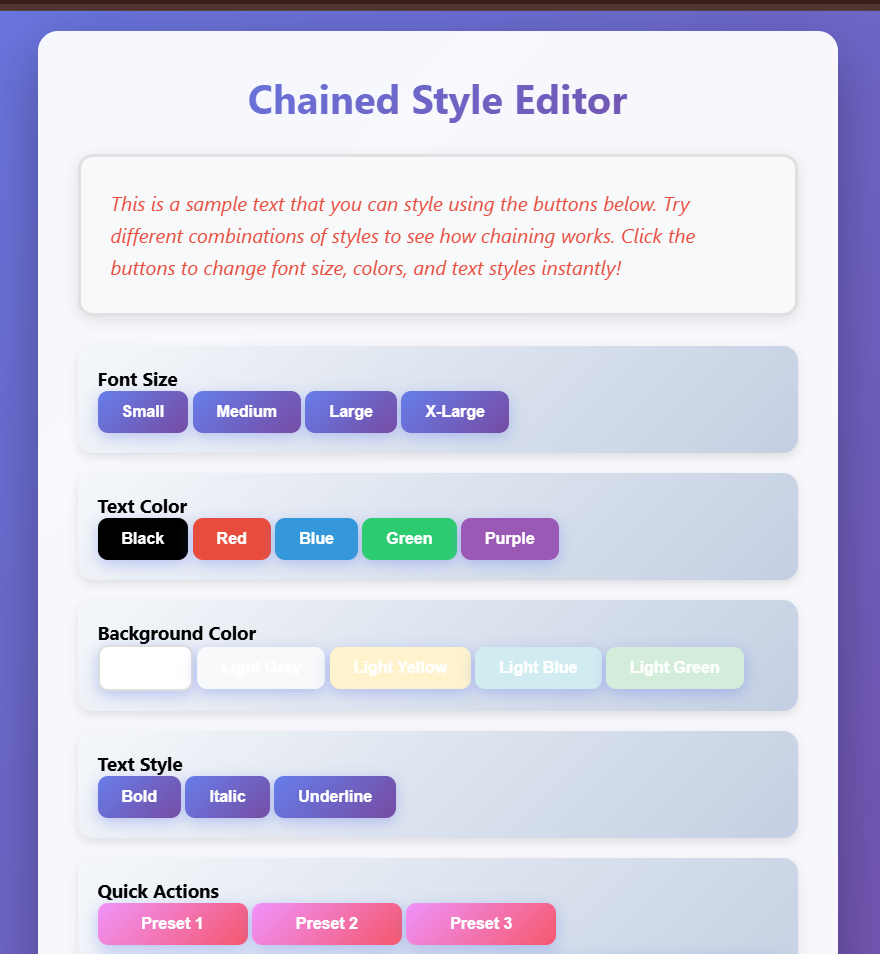 Chained Style Editor
This is a sample text that you can style using the buttons below. Try
different combinations of styles to see how chaining works. Click the
buttons to change font size, colors, and text styles instantly!
Font Size
Small Medium Large X-Large
Text Color
Black Red Blue Green Purple
Background Color
Light Gray Light Yellow Light Blue Light Green
Text Style
Bold Italic Underline
Quick Actions
Preset 1 Preset 2 Preset 3